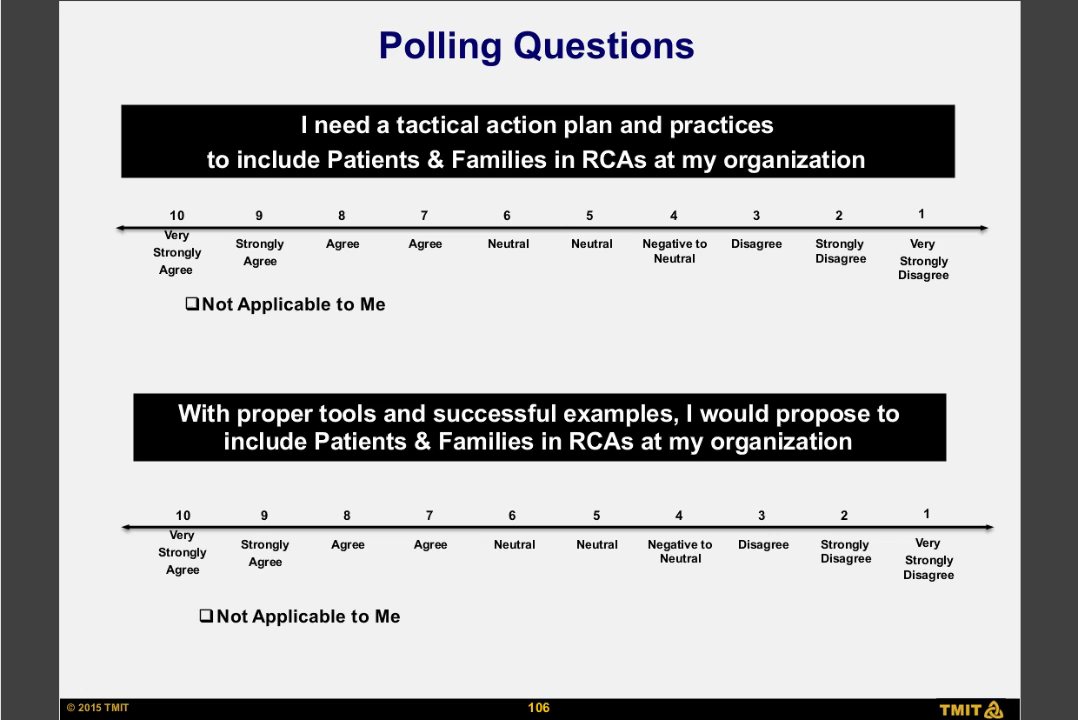 Polling Questions
I need a tactical action plan and practices
to include Patients & Families in RCAs at my organization
10 9 8 7 6 5 4 3 2 1
Very Strongly Agree
Strongly Agree
Agree
Agree
Neutral
Neutral
Negative to Neutral
Disagree
Strongly Disagree
Very Strongly Disagree
❑Not Applicable to Me
With proper tools and successful examples, I would propose to
include Patients & Families in RCAs at my organization
10 9 8 7 6 5 4 3 2 1
Very Strongly Agree
Strongly Agree
Agree
Agree
Neutral
Neutral
Negative to Neutral
Disagree
Strongly Disagree
Very Strongly Disagree
❑Not Applicable to Me
© 2015 TMIT
106
TMIT